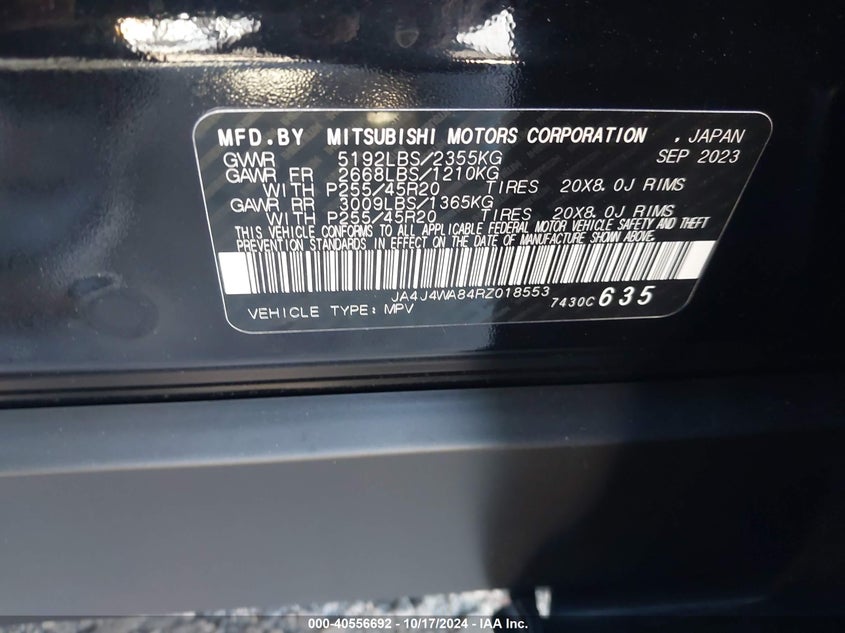 MFD.BY MITSUBISHI MOTORS CORPORATION , JAPAN
GVWR 5192LBS/2355KG SEP 2023
GAWR FR 2668LBS/1210KG
WITH P255/45R20 TIRES 20X8.0J RIMS
GAWR RR 3009LBS/1365KG
WITH P255/45R20 TIRES 20X8.0J RIMS
THIS VEHICLE CONFORMS TO ALL APPLICABLE FEDERAL MOTOR VEHICLE SAFETY AND THEFT
PREVENTION STANDARDS IN EFFECT ON THE DATE OF MANUFACTURE SHOWN ABOVE.
JA4J4WA84RZ018553
VEHICLE TYPE: MPV 7430C 635
000-40556692 - 10/17/2024 - IAA Inc.